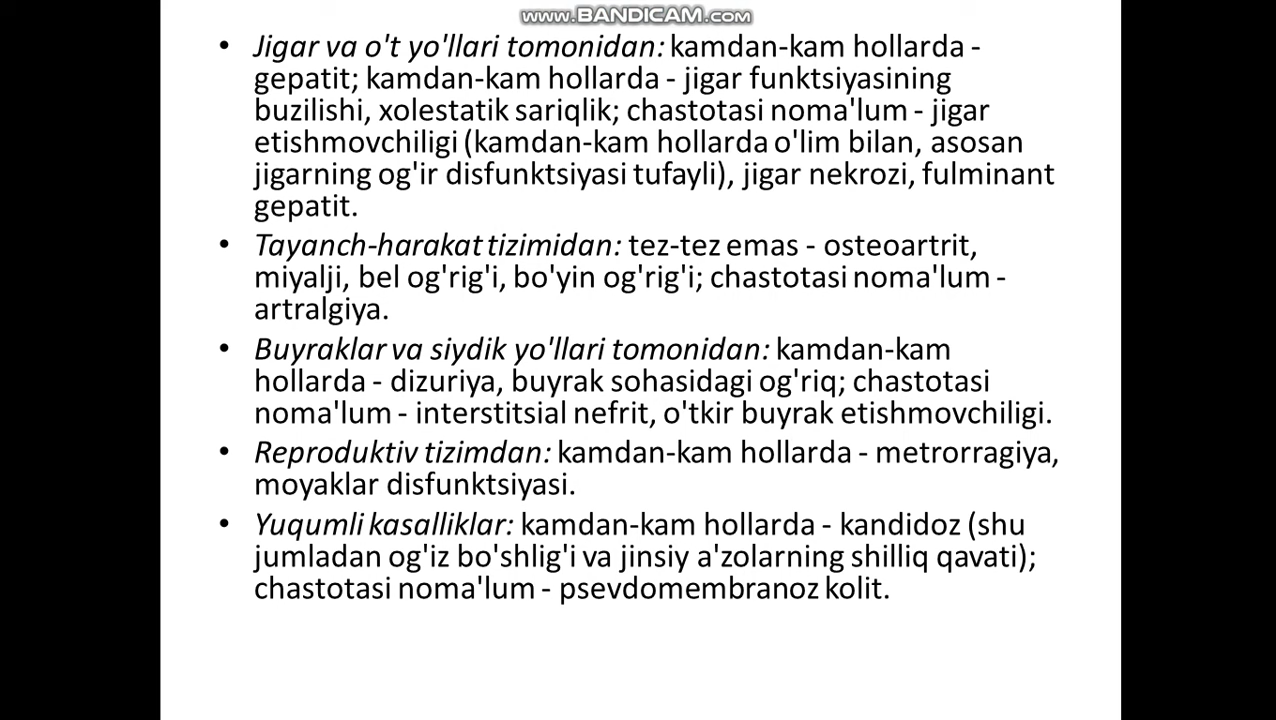 www.BANDICAM.com
• Jigar va o't yo'llari tomonidan: kamdan-kam hollarda -
gepatit; kamdan-kam hollarda - jigar funktsiyasining
buzilishi, xolestatik sariqlik; chastotasi noma'lum - jigar
etishmovchiligi (kamdan-kam hollarda o'lim bilan, asosan
jigarning og'ir disfunktsiyasi tufayli), jigar nekrozi, fulminant
gepatit.
• Tayanch-harakat tizimidan: tez-tez emas - osteoartrit,
miyalji, bel og'rig'i, bo'yin og'rig'i; chastotasi noma'lum -
artralgiya.
• Buyraklar va siydik yo'llari tomonidan: kamdan-kam
hollarda - dizuriya, buyrak sohasidagi og'riq; chastotasi
noma'lum - interstitsial nefrit, o'tkir buyrak etishmovchiligi.
• Reproduktiv tizimdan: kamdan-kam hollarda - metrorragiya,
moyaklar disfunktsiyasi.
• Yuqumli kasalliklar: kamdan-kam hollarda - kandidoz (shu
jumladan og'iz bo'shlig'i va jinsiy a'zolarning shilliq qavati);
chastotasi noma'lum - psevdomembranoz kolit.